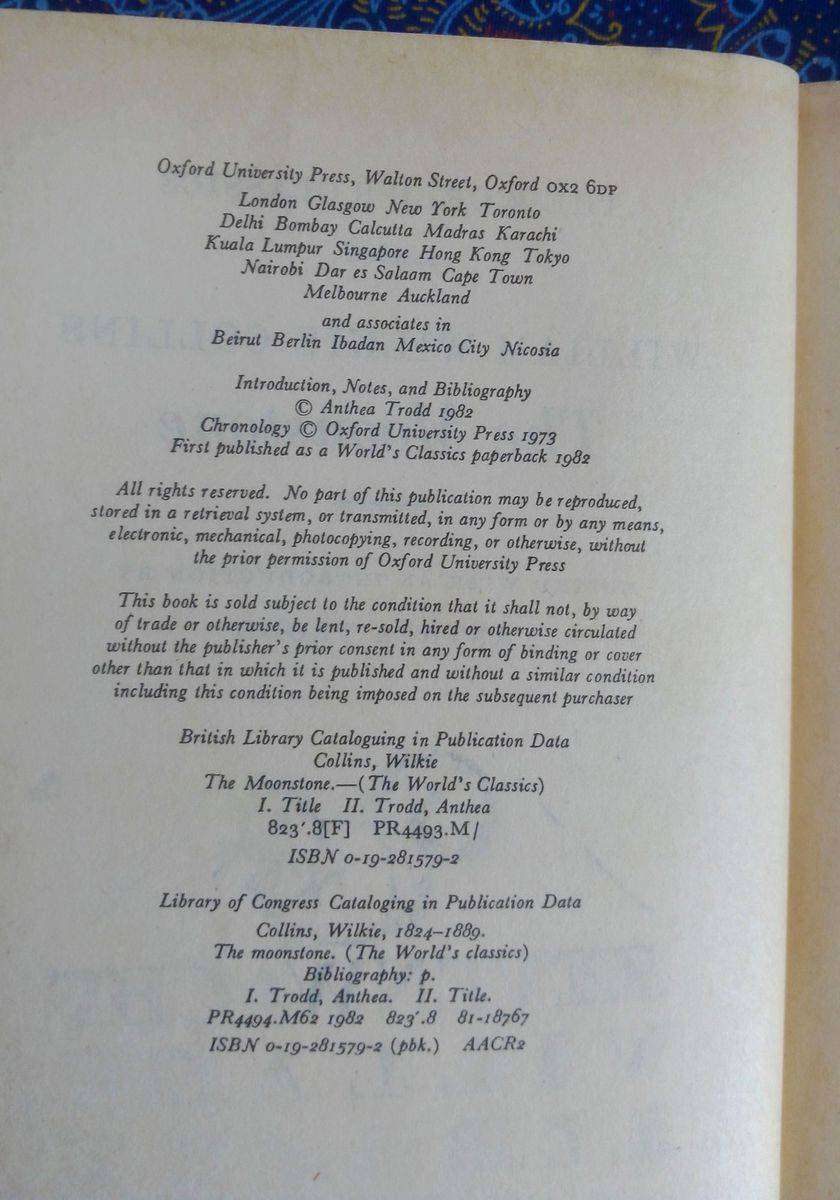 Oxford University Press, Walton Street, Oxford OX2 6DP
London Glasgow New York Toronto
Delhi Bombay Calcutta Madras Karachi
Kuala Lumpur Singapore Hong Kong Tokyo
Nairobi Dar es Salaam Cape Town
Melbourne Auckland
and associates in
Beirut Berlin Ibadan Mexico City Nicosia
Introduction, Notes, and Bibliography
© Anthea Trodd 1982
Chronology © Oxford University Press 1973
First published as a World's Classics paperback 1982
All rights reserved. No part of this publication may be reproduced,
stored in a retrieval system, or transmitted, in any form or by any means,
electronic, mechanical, photocopying, recording, or otherwise, without
the prior permission of Oxford University Press
This book is sold subject to the condition that it shall not, by way
of trade or otherwise, be lent, re-sold, hired or otherwise circulated
without the publisher's prior consent in any form of binding or cover
other than that in which it is published and without a similar condition
including this condition being imposed on the subsequent purchaser
British Library Cataloguing in Publication Data
Collins, Wilkie
The Moonstone.—(The World's Classics)
I. Title II. Trodd, Anthea
823'.8[F] PR4493.M/
ISBN 0-19-281579-2
Library of Congress Cataloging in Publication Data
Collins, Wilkie, 1824–1889.
The moonstone. (The World's classics)
Bibliography: p.
I. Trodd, Anthea. II. Title.
PR4494.M62 1982 823'.8 81-18767
ISBN 0-19-281579-2 (pbk.) AACR2